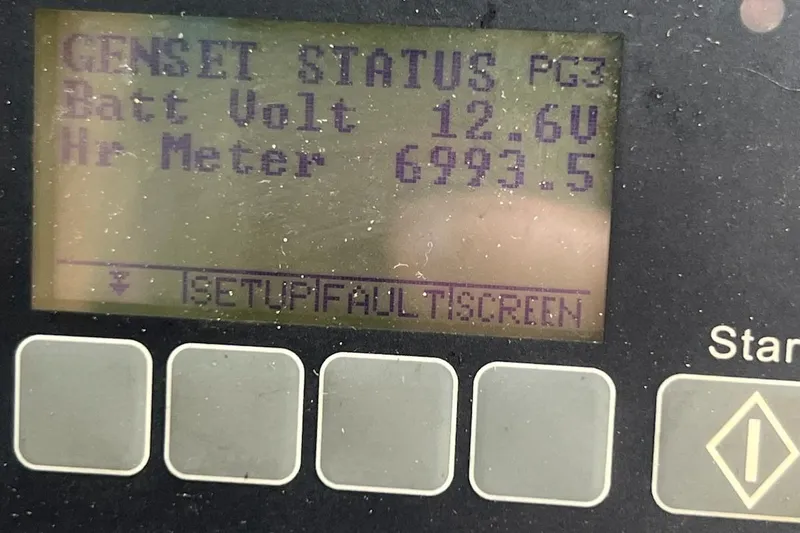 GENSET STATUS PG3
Batt Volt 12.6V
Hr Meter 6993.5
SETUP FAULT SCREEN
Star